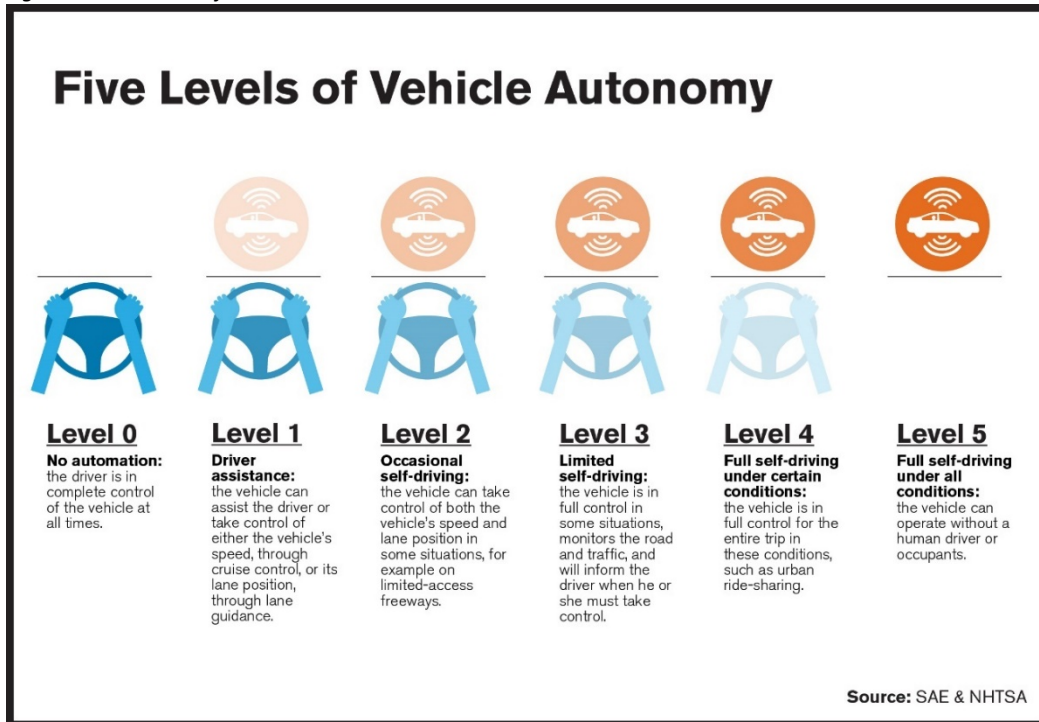 Five Levels of Vehicle Autonomy
Level 0
No automation:
the driver is in
complete control
of the vehicle at
all times.
Level 1
Driver
assistance:
the vehicle can
assist the driver or
take control of
either the vehicle's
speed, through
cruise control, or its
lane position,
through lane
guidance.
Level 2
Occasional
self-driving:
the vehicle can take
control of both the
vehicle's speed and
lane position in
some situations, for
example on
limited-access
freeways.
Level 3
Limited
self-driving:
the vehicle is in
full control in
some situations,
monitors the road
and traffic, and
will inform the
driver when he or
she must take
control.
Level 4
Full self-driving
under certain
conditions:
the vehicle is in
full control for the
entire trip in
these conditions,
such as urban
ride-sharing.
Level 5
Full self-driving
under all
conditions:
the vehicle can
operate without a
human driver or
occupants.
Source: SAE & NHTSA